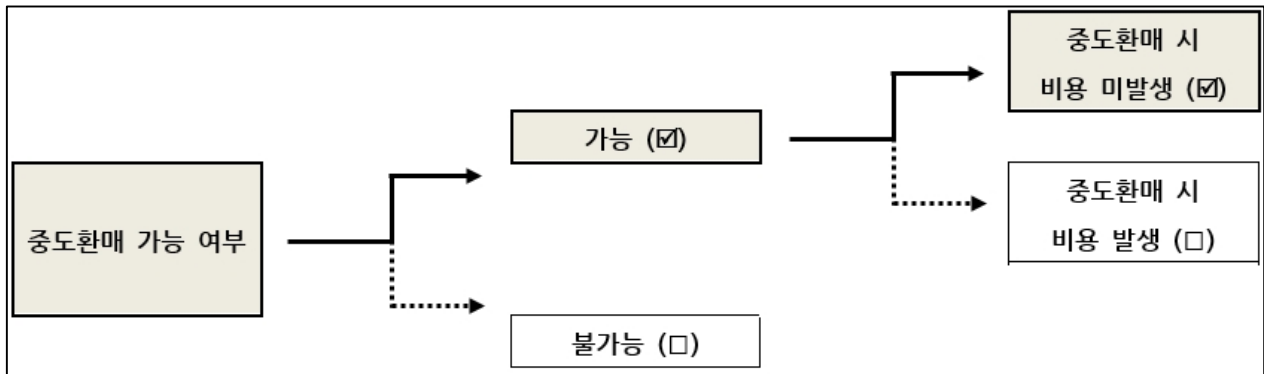 중도환매 가능 여부
가능 (☑)
불가능 (□)
중도환매 시
비용 미발생 (☑)
중도환매 시
비용 발생 (□)